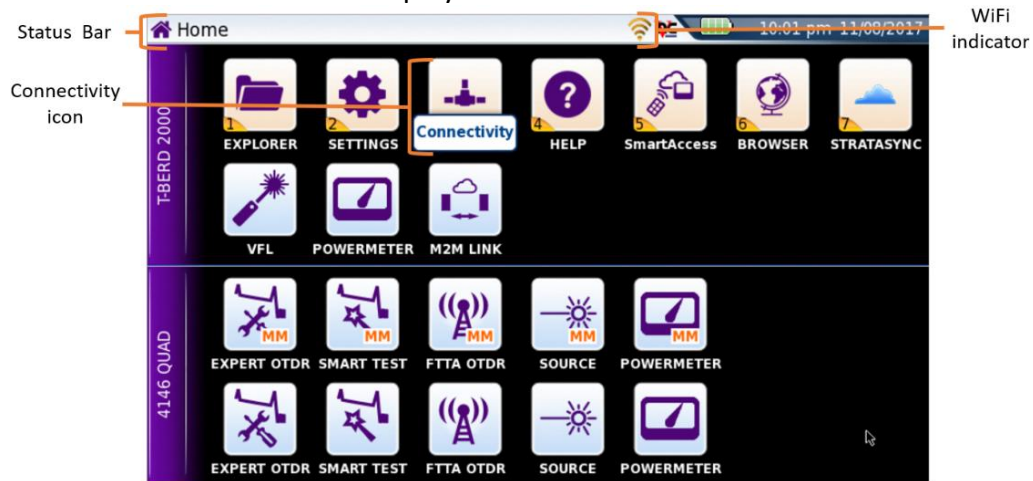 Status Bar
Home
10:01 pm 11/08/2017
WiFi
indicator
Connectivity
icon
T-BERD 2000
1
EXPLORER
2
SETTINGS
Connectivity
4
HELP
5
SmartAccess
6
BROWSER
7
STRATASYNC
VFL
POWERMETER
M2M LINK
4146 QUAD
MM
EXPERT OTDR
MM
SMART TEST
MM
FTTA OTDR
MM
SOURCE
MM
POWERMETER
EXPERT OTDR
SMART TEST
FTTA OTDR
SOURCE
POWERMETER